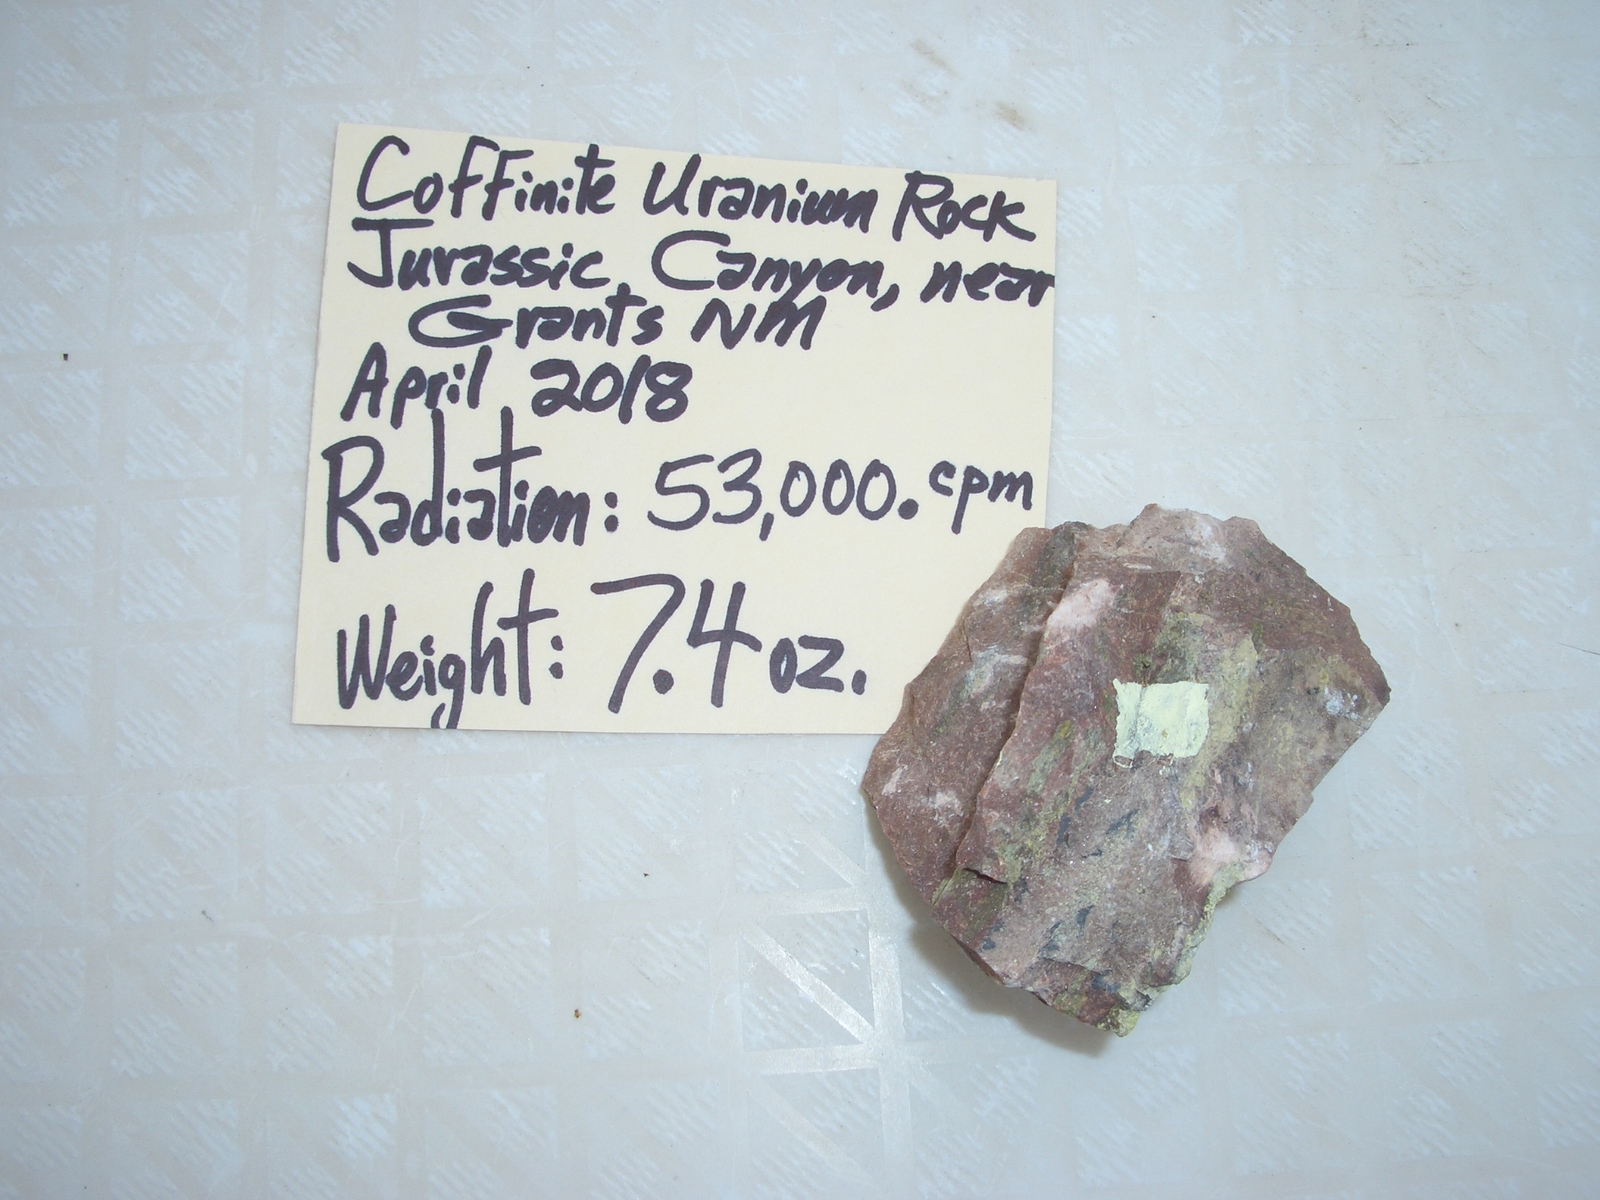 Coffinite Uranium Rock
Jurassic Canyon, near
Grants NM
April 2018
Radiation: 53,000. cpm
Weight: 7.4 oz.